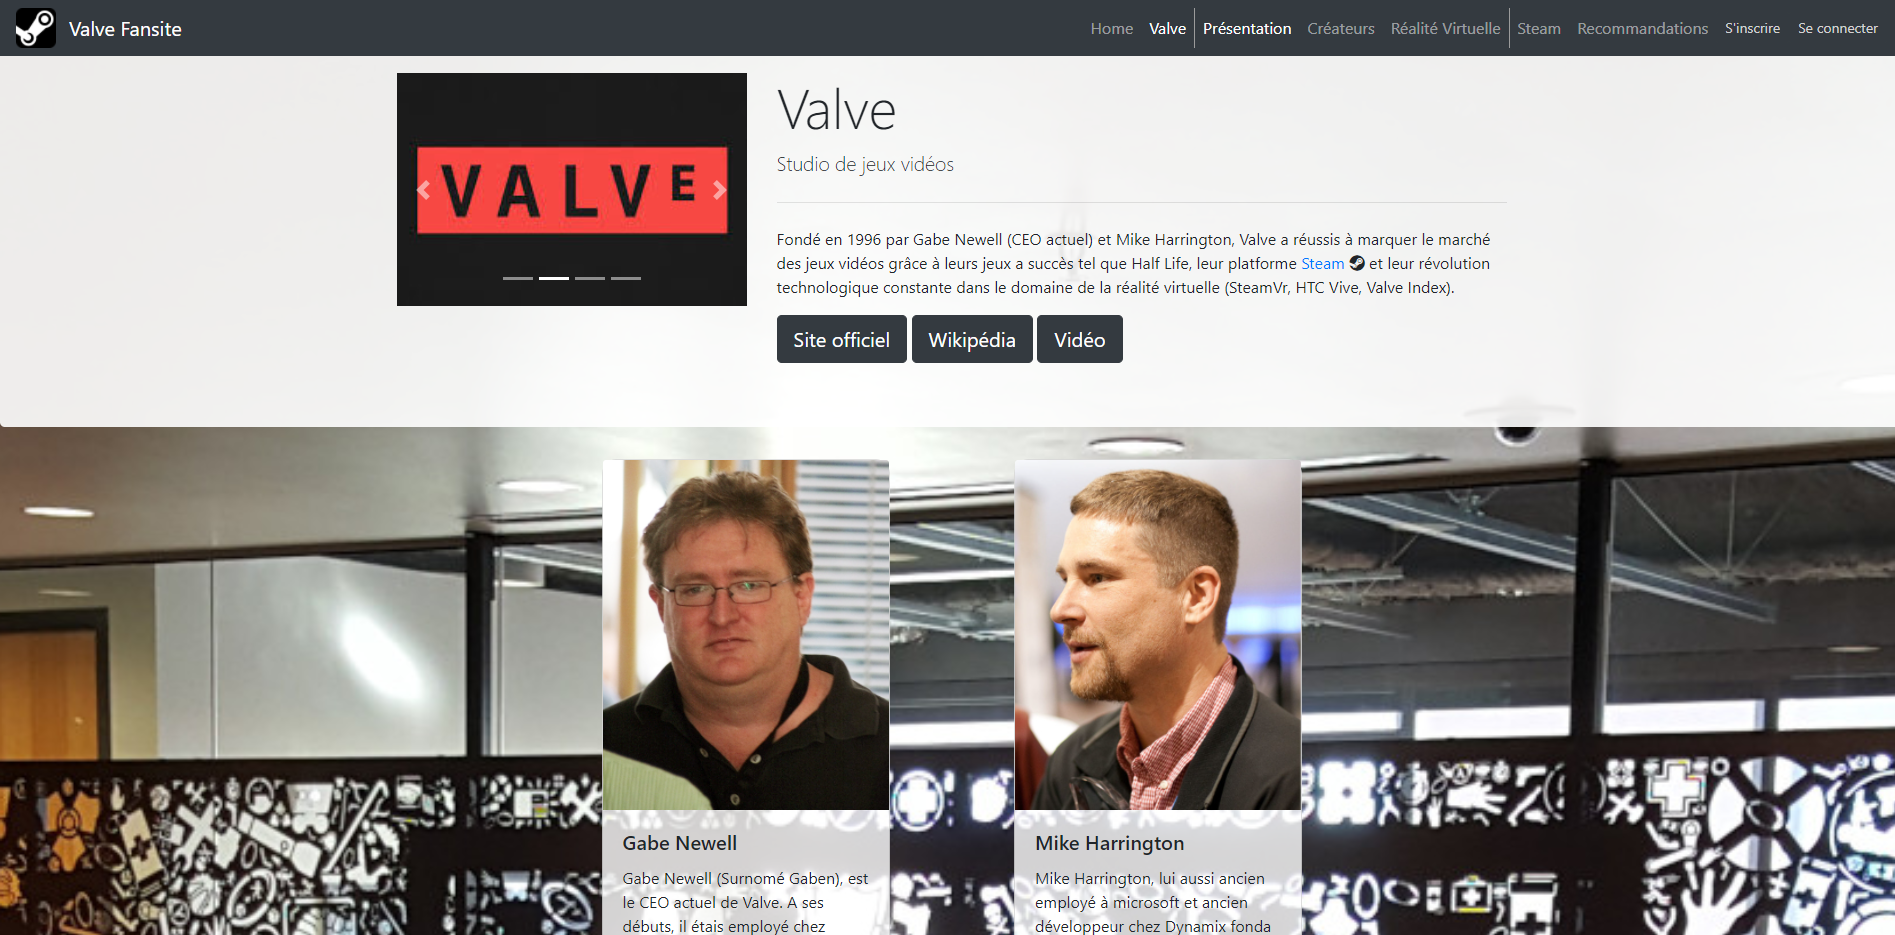 Valve Fansite
Home Valve Présentation Créateurs Réalité Virtuelle Steam Recommandations S'inscrire Se connecter
VALVE
Valve
Studio de jeux vidéos
Fondé en 1996 par Gabe Newell (CEO actuel) et Mike Harrington, Valve a réussis à marquer le marché
des jeux vidéos grâce à leurs jeux a succès tel que Half Life, leur platforme Steam et leur révolution
technologique constante dans le domaine de la réalité virtuelle (SteamVr, HTC Vive, Valve Index).
Site officiel Wikipédia Vidéo
Gabe Newell
Gabe Newell (Surnomé Gaben), est
le CEO actuel de Valve. A ses
débuts, il étais employé chez
Mike Harrington
Mike Harrington, lui aussi ancien
employé à microsoft et ancien
développeur chez Dynamix fonda